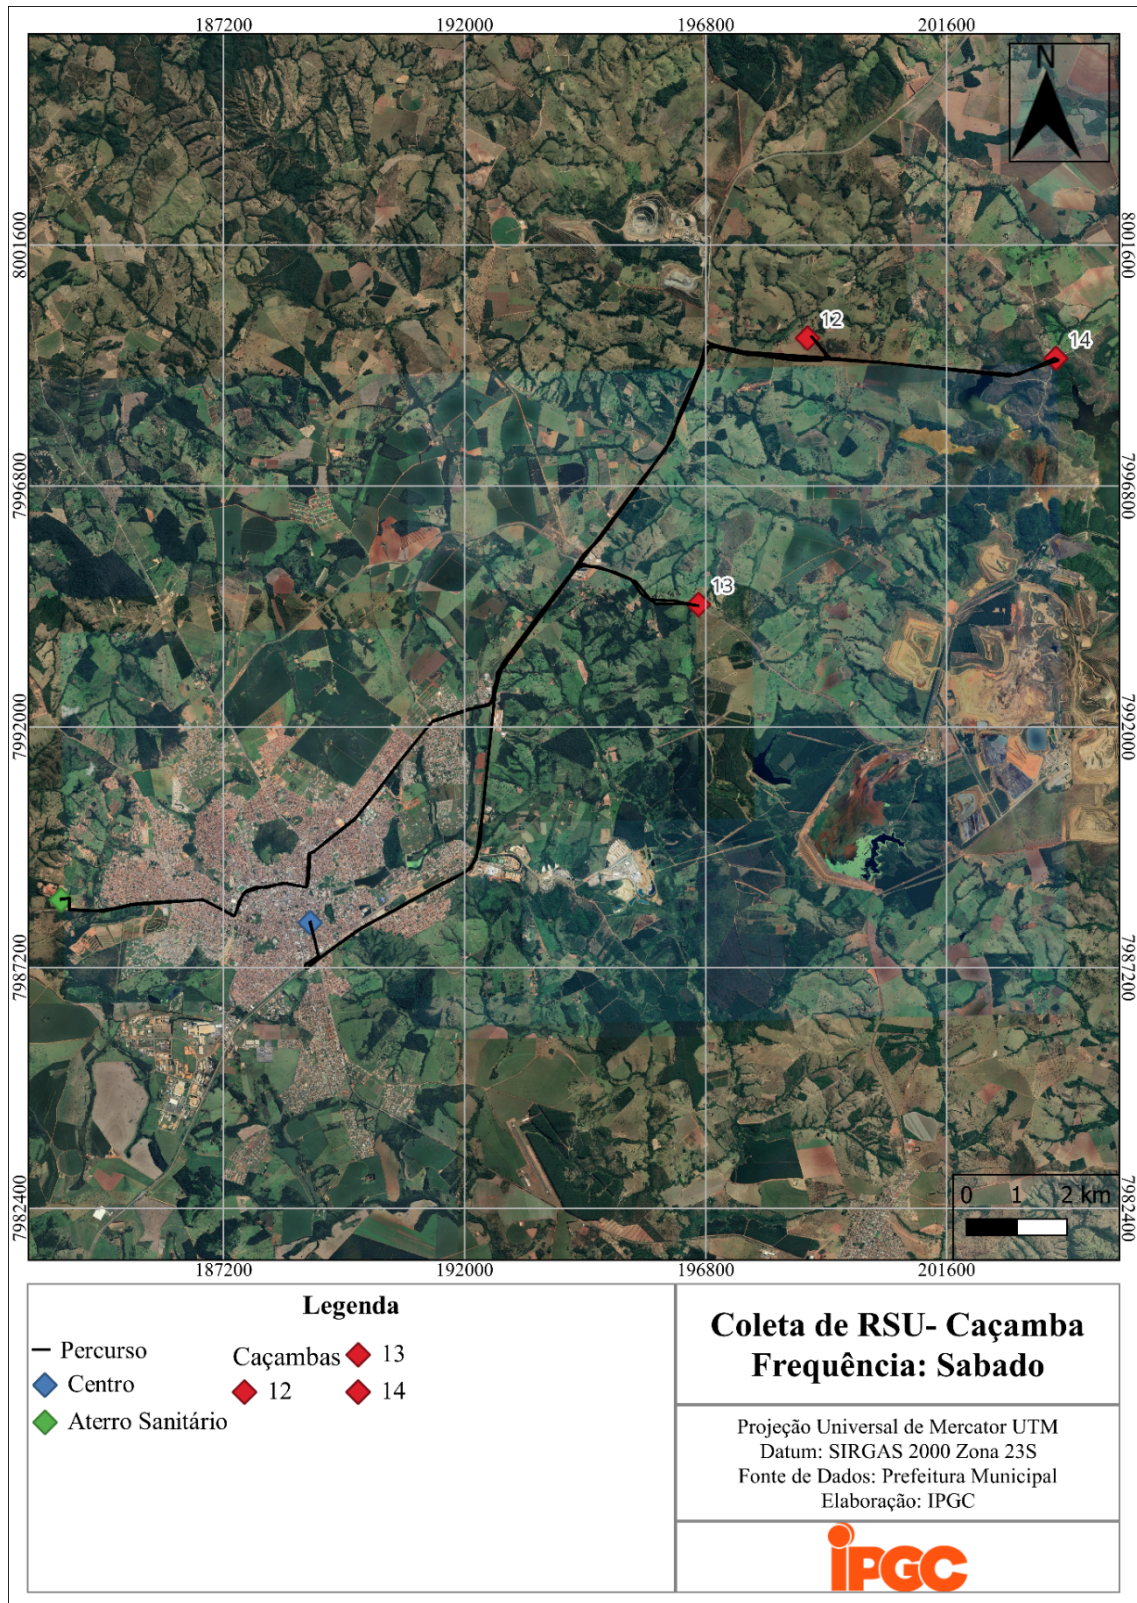 187200
192000
196800
201600
N
8001600
8001600
12
14
7996800
7996800
13
7992000
7992000
7987200
7987200
7982400
7982400
0 1 2 km
187200
192000
196800
201600
Legenda
Percurso
Centro
Aterro Sanitário
Caçambas
12
13
14
Coleta de RSU- Caçamba
Frequência: Sabado
Projeção Universal de Mercator UTM
Datum: SIRGAS 2000 Zona 23S
Fonte de Dados: Prefeitura Municipal
Elaboração: IPGC
IPGC